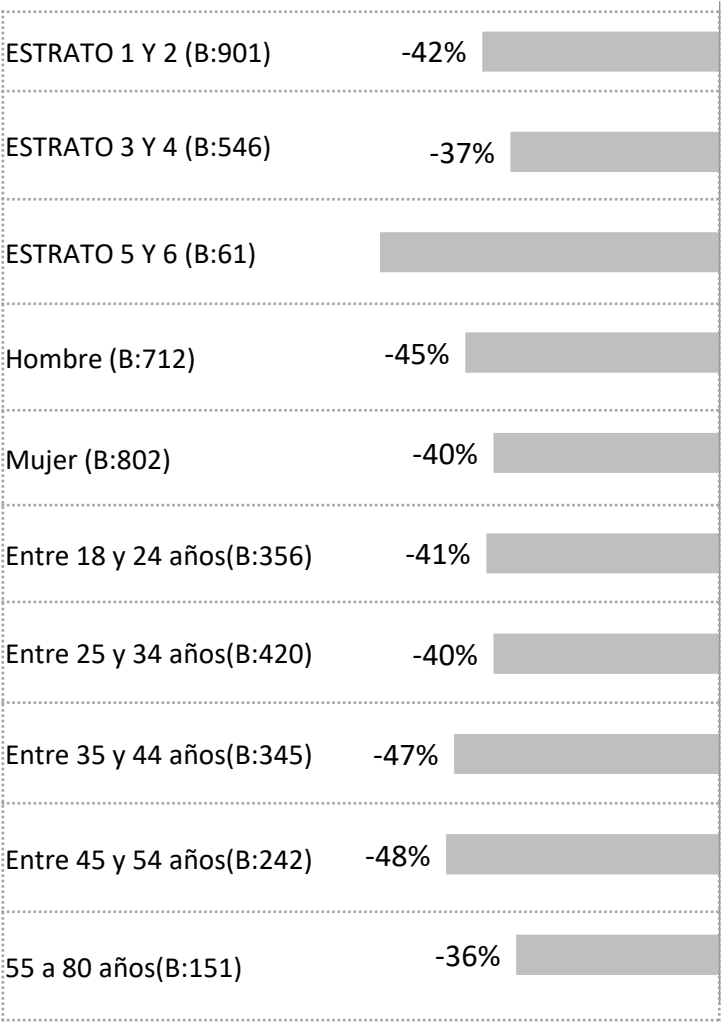 ESTRATO 1 Y 2 (B:901) -42%
ESTRATO 3 Y 4 (B:546) -37%
ESTRATO 5 Y 6 (B:61)
Hombre (B:712) -45%
Mujer (B:802) -40%
Entre 18 y 24 años(B:356) -41%
Entre 25 y 34 años(B:420) -40%
Entre 35 y 44 años(B:345) -47%
Entre 45 y 54 años(B:242) -48%
55 a 80 años(B:151) -36%